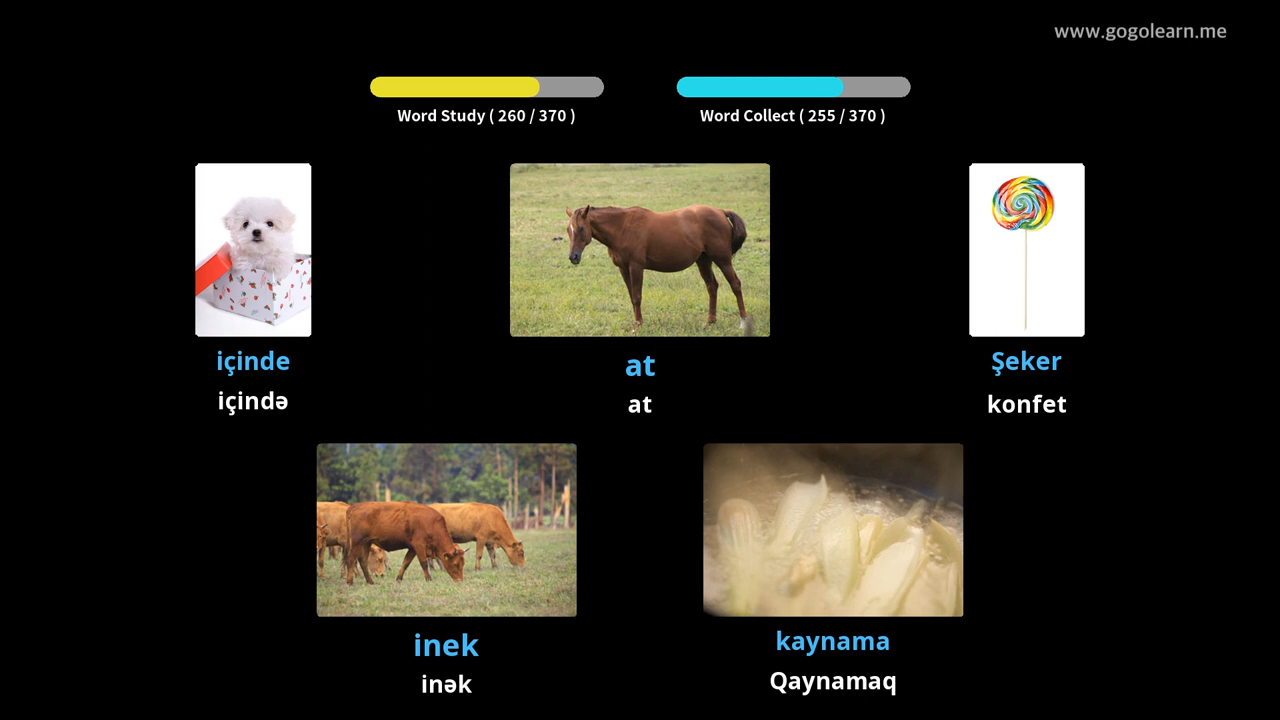 www.gogolearn.me
Word Study ( 260 / 370 )
Word Collect ( 255 / 370 )
içinde
içində
at
at
Şeker
konfet
inek
inək
kaynama
Qaynamaq